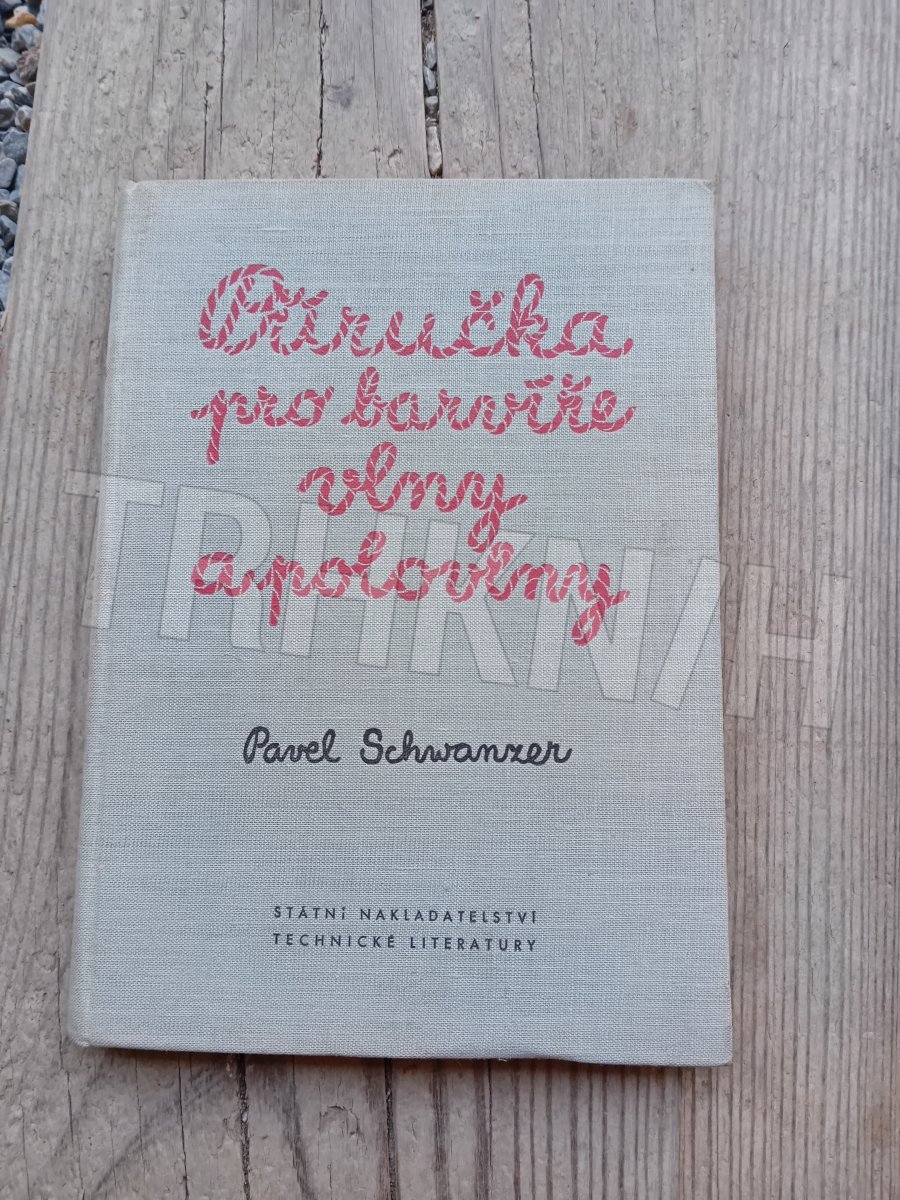 Příručka
pro barvíře
vlny
a polovlny
TRHKNIH
Pavel Schwanzer
STÁTNÍ NAKLADATELSTVÍ
TECHNICKÉ LITERATURY